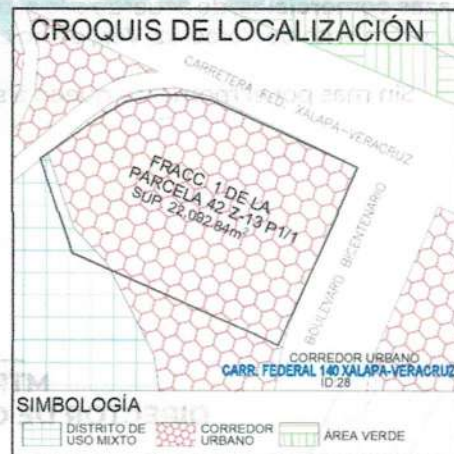 CROQUIS DE LOCALIZACIÓN
CARRETERA FED. XALAPA-VERACRUZ
FRACC. 1 DE LA
PARCELA 42 Z-13 P1/1
SUP. 22,092.84m²
BOULEVARD BICENTENARIO
CORREDOR URBANO
CARR. FEDERAL 140 XALAPA-VERACRUZ
ID:28
SIMBOLOGÍA
DISTRITO DE
USO MIXTO
CORREDOR
URBANO
ÁREA VERDE